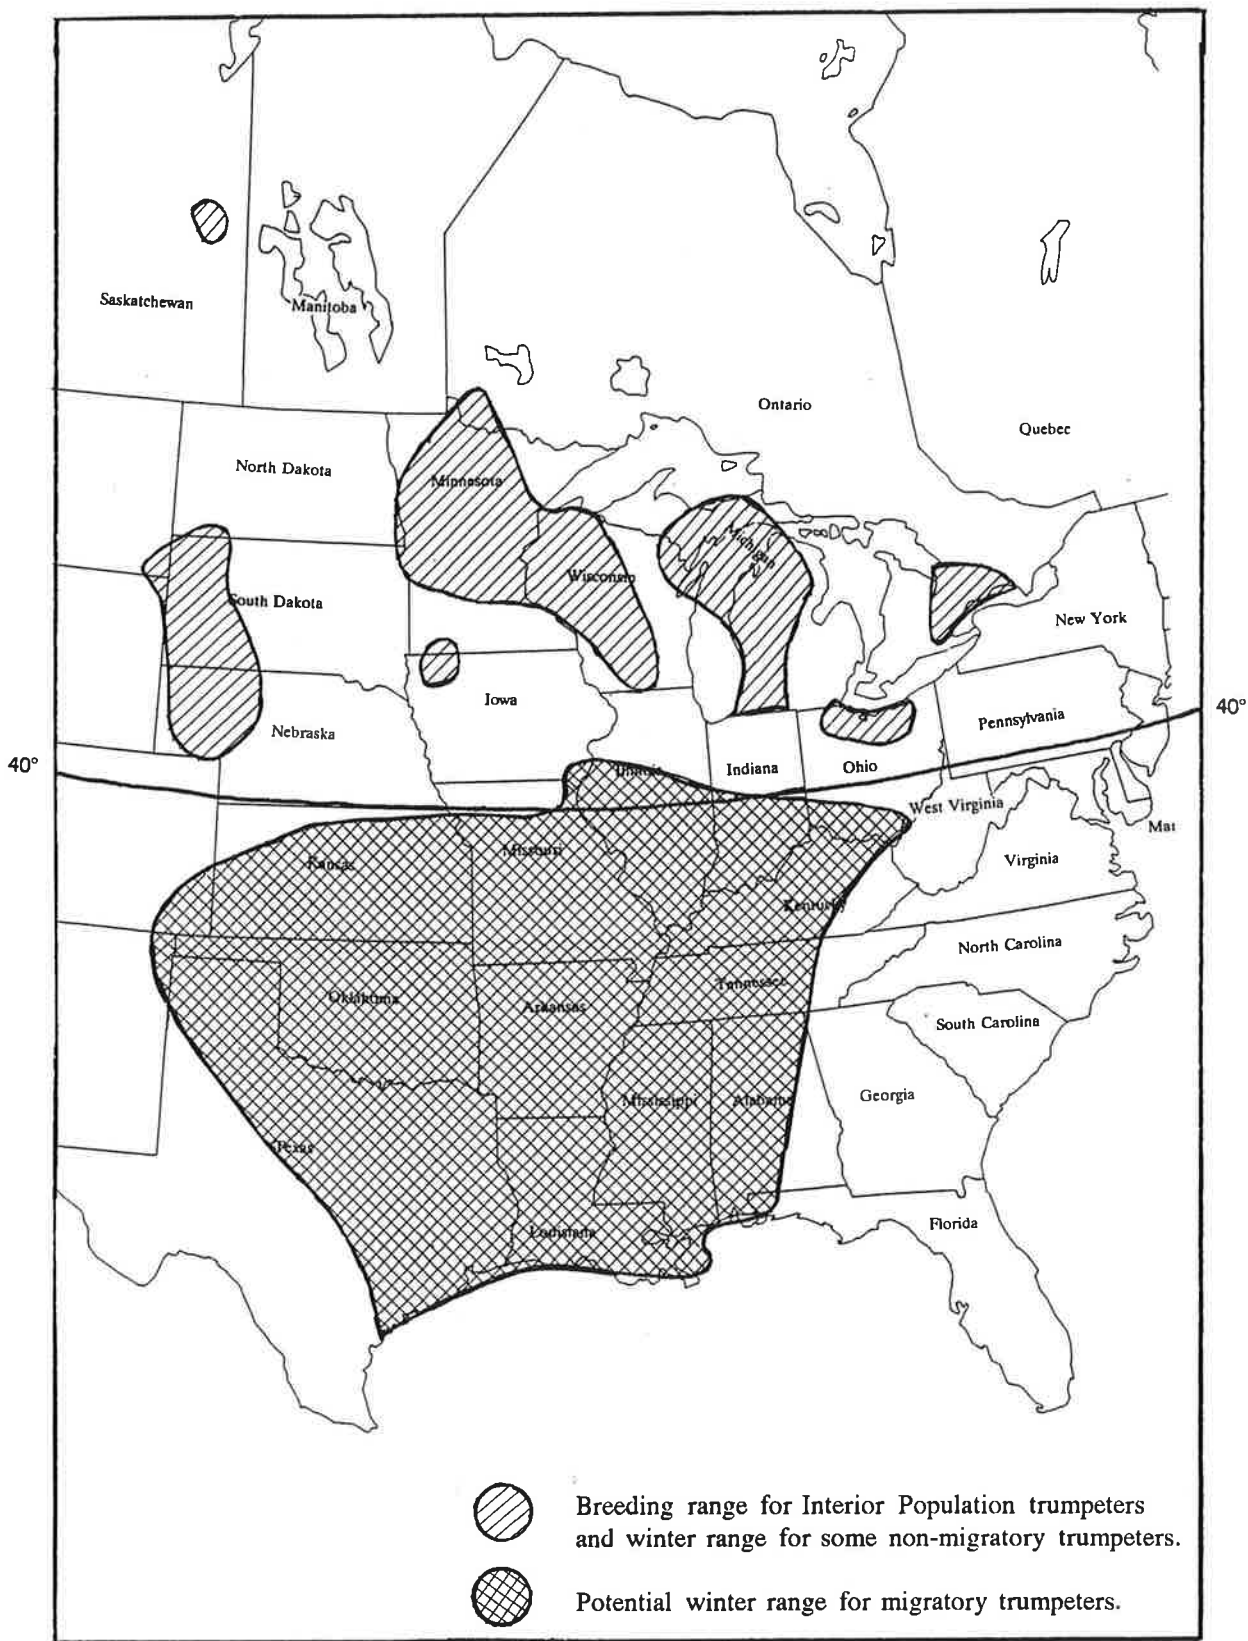 Saskatchewan
Manitoba
Ontario
Quebec
North Dakota
Minnesota
Michigan
Wisconsin
South Dakota
New York
Iowa
Nebraska
Pennsylvania
40°
40°
Illinois
Indiana
Ohio
West Virginia
Mar
Kansas
Missouri
Virginia
Kentucky
North Carolina
Oklahoma
Arkansas
Tennessee
South Carolina
Mississippi
Alabama
Georgia
Texas
Louisiana
Florida
Breeding range for Interior Population trumpeters
and winter range for some non-migratory trumpeters.
Potential winter range for migratory trumpeters.